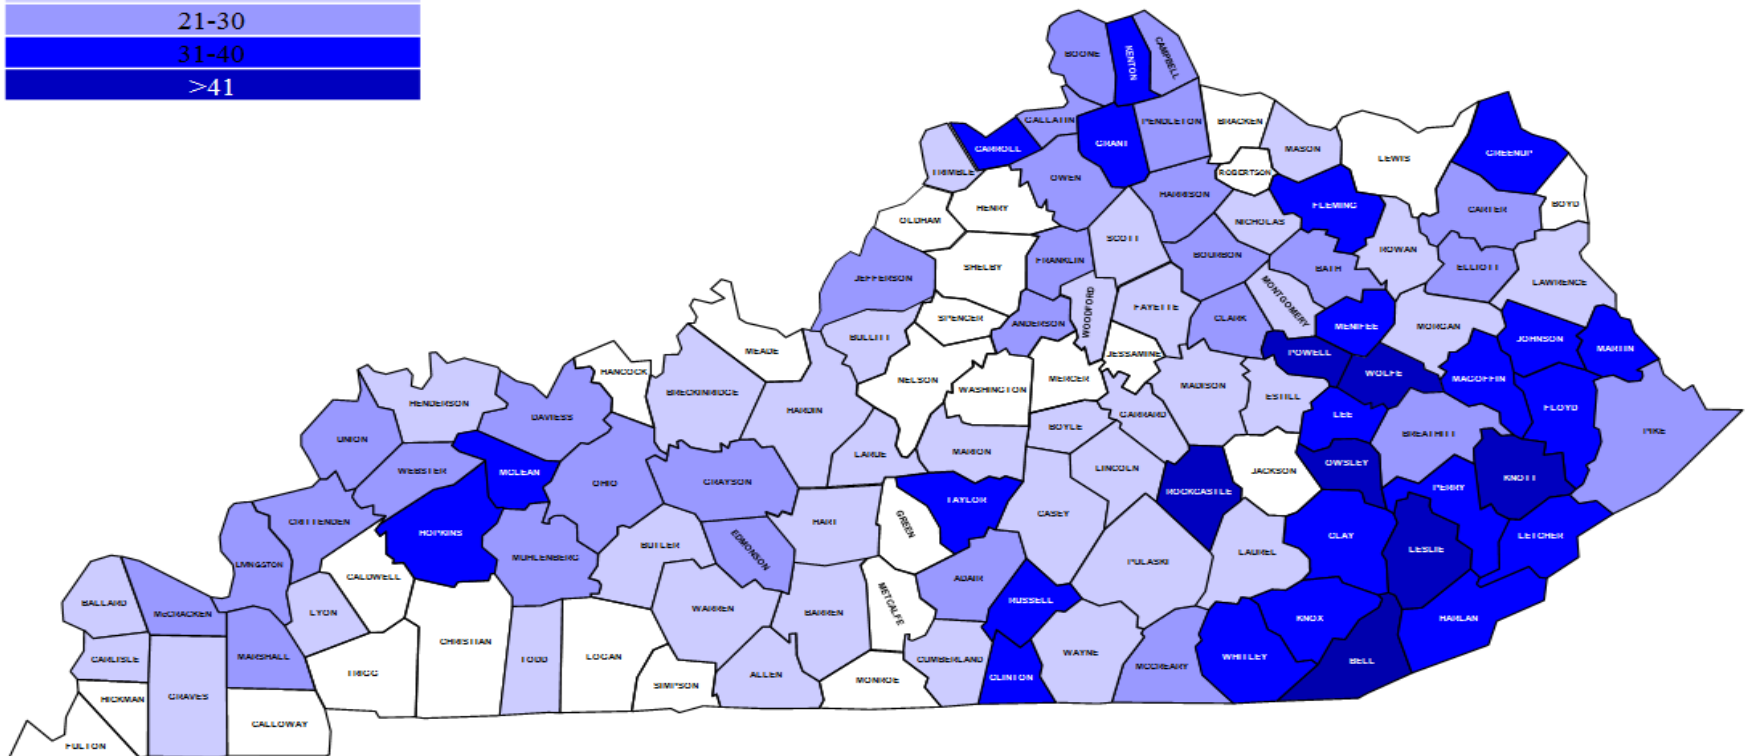 21-30
31-40
>41
BOONE
KENTON
CAMPBELL
GALLATIN
PENDLETON
BRACKEN
CARROLL
GRANT
MASON
LEWIS
GREENUP
TRIMBLE
OWEN
ROBERTSON
HENRY
HARRISON
FLEMING
CARTER
BOYD
OLDHAM
NICHOLAS
SCOTT
ROWAN
SHELBY
FRANKLIN
BOURBON
BATH
ELLIOTT
JEFFERSON
LAWRENCE
WOODFORD
MONTGOMERY
FAYETTE
SPENCER
ANDERSON
CLARK
MENIFEE
MORGAN
BULLITT
JOHNSON
MARTIN
MEADE
JESSAMINE
POWELL
HANCOCK
NELSON
WASHINGTON
MERCER
WOLFE
MAGOFFIN
BRECKINRIDGE
MADISON
ESTILL
HENDERSON
HARDIN
FLOYD
DAVIESS
GARRARD
LEE
UNION
BOYLE
BREATHITT
PIKE
LARUE
MARION
WEBSTER
MCLEAN
LINCOLN
JACKSON
OWSLEY
OHIO
GRAYSON
KNOTT
ROCKCASTLE
PERRY
TAYLOR
CRITTENDEN
HART
GREEN
CASEY
HOPKINS
CLAY
LETCHER
BUTLER
EDMONSON
LAUREL
LESLIE
MUHLENBERG
LIVINGSTON
PULASKI
CALDWELL
ADAIR
BALLARD
METCALFE
RUSSELL
McCRACKEN
LYON
WARREN
BARREN
KNOX
HARLAN
CHRISTIAN
CARLISLE
MARSHALL
TODD
LOGAN
CUMBERLAND
WAYNE
WHITLEY
BELL
MCCREARY
TRIGG
ALLEN
CLINTON
MONROE
SIMPSON
HICKMAN
GRAVES
CALLOWAY
FULTON